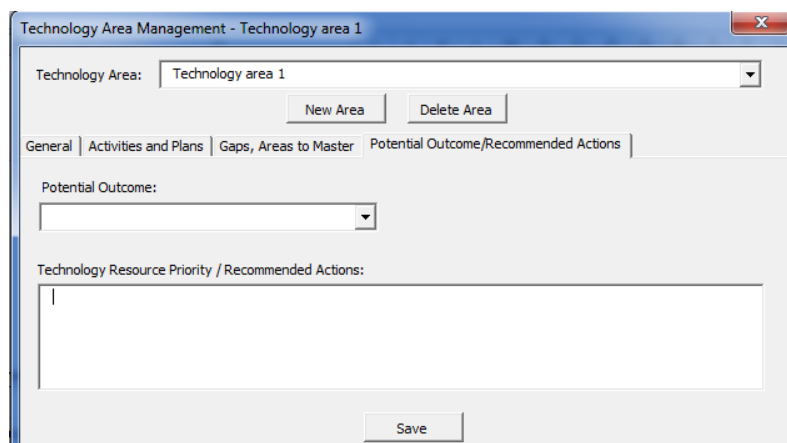 Technology Area Management - Technology area 1
x
Technology Area: Technology area 1
New Area Delete Area
General Activities and Plans Gaps, Areas to Master Potential Outcome/Recommended Actions
Potential Outcome:
Technology Resource Priority / Recommended Actions:
Save